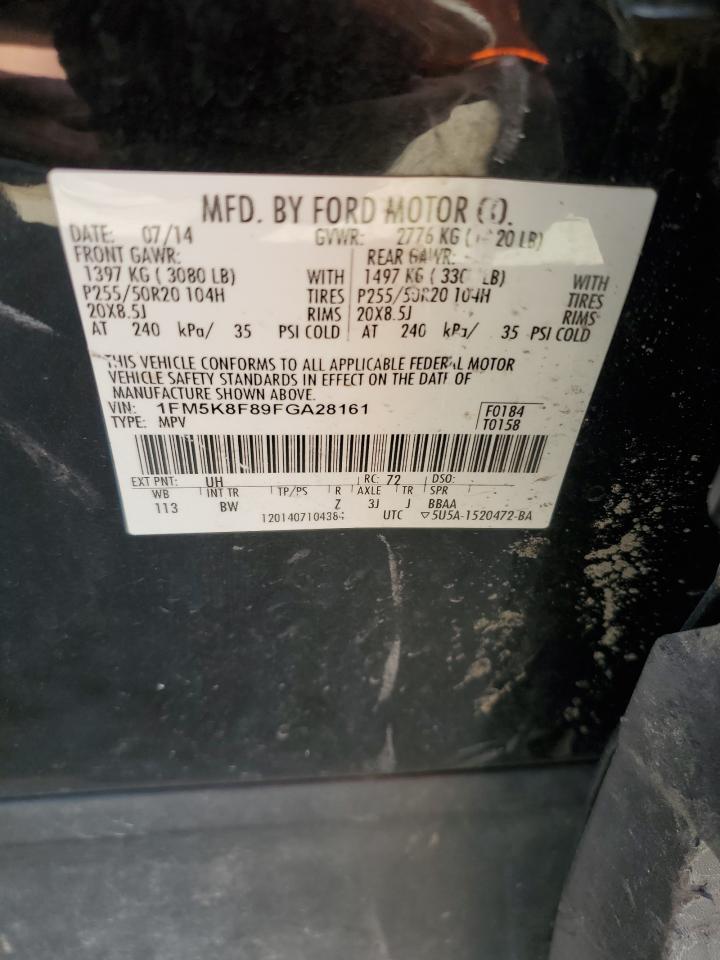 MFD. BY FORD MOTOR CO.
DATE: 07/14 GVWR: 2776 KG 20 LB)
FRONT GAWR: REAR GAWR:
1397 KG ( 3080 LB) WITH 1497 KG ( 330 LB) WITH
P255/50R20 104H TIRES P255/50R20 104H TIRES
20X8.5J RIMS 20X8.5J RIMS
AT 240 kPa/ 35 PSI COLD AT 240 kPa/ 35 PSI COLD
THIS VEHICLE CONFORMS TO ALL APPLICABLE FEDERAL MOTOR
VEHICLE SAFETY STANDARDS IN EFFECT ON THE DATE OF
MANUFACTURE SHOWN ABOVE.
VIN: 1FM5K8F89FGA28161 F0184
TYPE: MPV T0158
EXT PNT: UH RC: 72 DSO:
WB INT TR TP/PS R AXLE TR SPR
113 BW Z 3J J BBAA
UTC ▽5U5A-1520472-BA